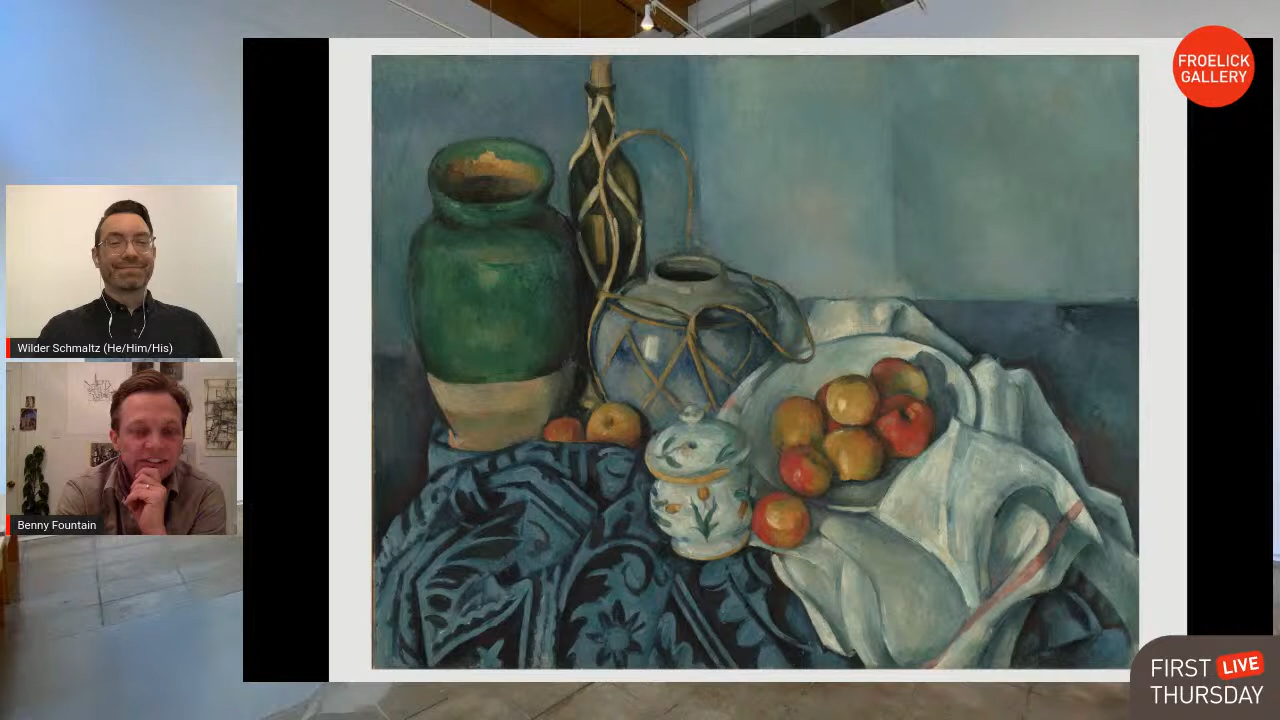 FROELICK
GALLERY
Wilder Schmaltz (He/Him/His)
Benny Fountain
FIRST LIVE
THURSDAY